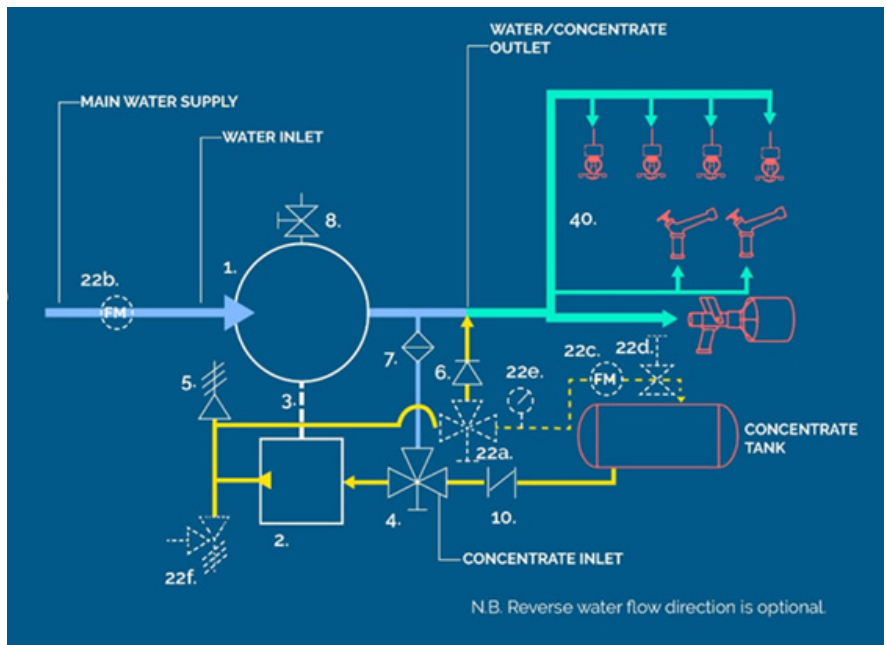 WATER/CONCENTRATE
OUTLET
MAIN WATER SUPPLY
WATER INLET
8.
40.
1.
22b.
FM
7.
6.
22e.
22c.
22d.
FM
5.
3.
CONCENTRATE
TANK
22a.
4.
10.
2.
CONCENTRATE INLET
22f.
N.B. Reverse water flow direction is optional.